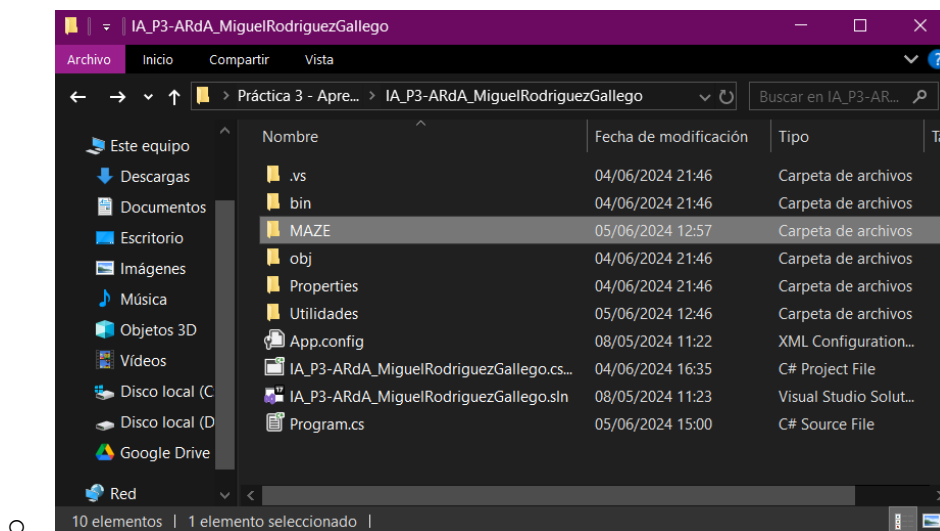 IA_P3-ARdA_MiguelRodriguezGallego
Archivo Inicio Compartir Vista
Práctica 3 - Apre... > IA_P3-ARdA_MiguelRodriguezGallego Buscar en IA_P3-AR...
Nombre Fecha de modificación Tipo
Este equipo
Descargas
Documentos
Escritorio
Imágenes
Música
Objetos 3D
Vídeos
Disco local (C
Disco local (D
Google Drive
Red
.vs 04/06/2024 21:46 Carpeta de archivos
bin 04/06/2024 21:46 Carpeta de archivos
MAZE 05/06/2024 12:57 Carpeta de archivos
obj 04/06/2024 21:46 Carpeta de archivos
Properties 04/06/2024 21:46 Carpeta de archivos
Utilidades 05/06/2024 12:46 Carpeta de archivos
App.config 08/05/2024 11:22 XML Configuration...
IA_P3-ARdA_MiguelRodriguezGallego.cs... 04/06/2024 16:35 C# Project File
IA_P3-ARdA_MiguelRodriguezGallego.sln 08/05/2024 11:23 Visual Studio Solut...
Program.cs 05/06/2024 15:00 C# Source File
10 elementos | 1 elemento seleccionado |